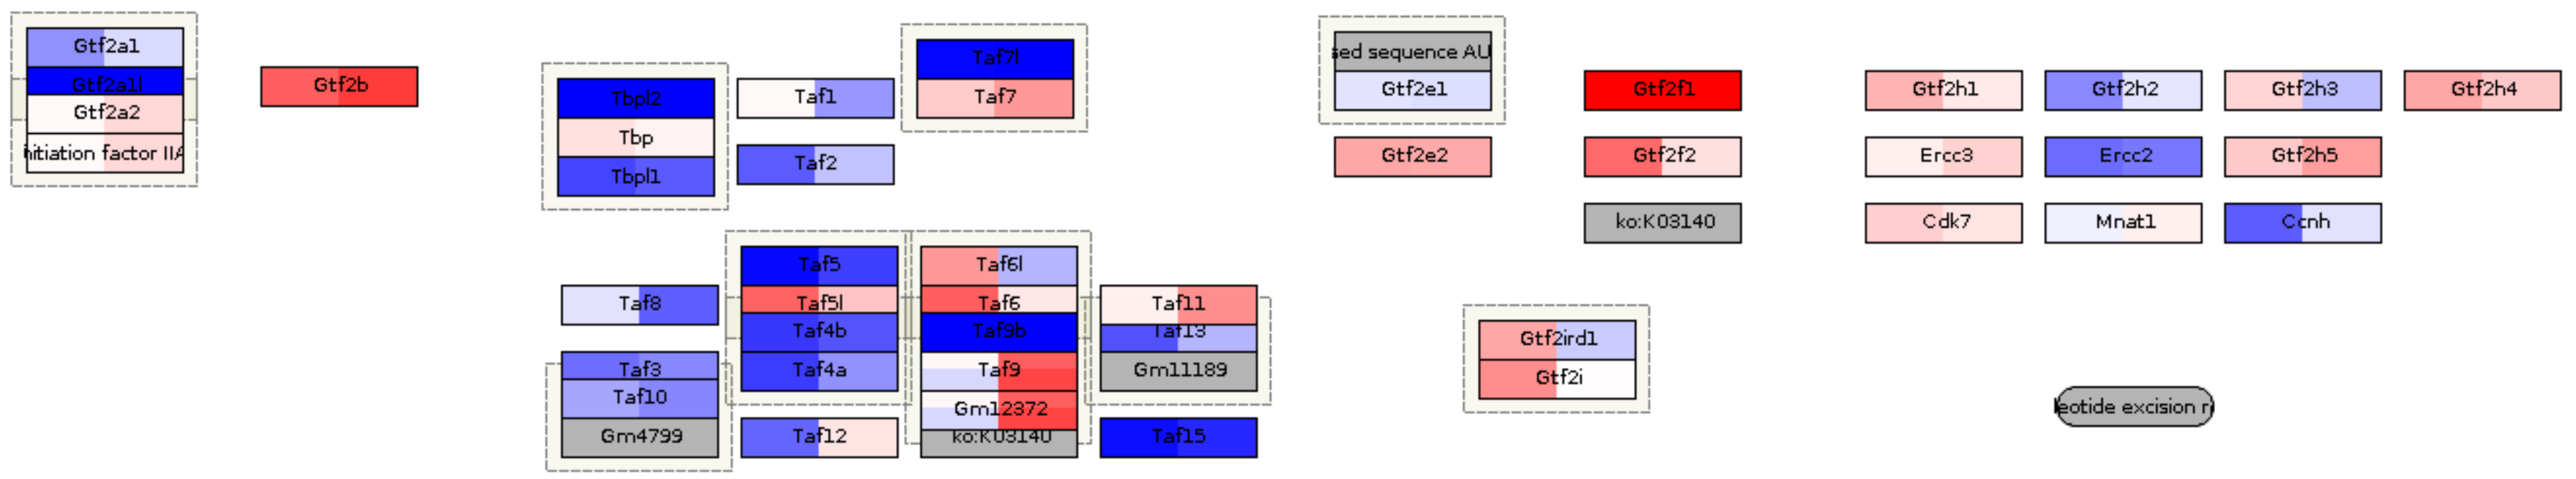 Gtf2a1
Gtf2a1l
Gtf2a2
initiation factor IIA
Gtf2b
Tbpl2
Tbp
Tbpl1
Taf1
Taf2
Taf7l
Taf7
sed sequence AU
Gtf2e1
Gtf2e2
Gtf2f1
Gtf2f2
ko:K03140
Gtf2h1
Gtf2h2
Gtf2h3
Gtf2h4
Ercc3
Ercc2
Gtf2h5
Cdk7
Mnat1
Ccnh
Taf8
Taf3
Taf10
Gm4799
Taf5
Taf5l
Taf4b
Taf4a
Taf12
Taf6l
Taf6
Taf9b
Taf9
Gm12372
ko:K03140
Taf11
Taf13
Gm11189
Taf15
Gtf2ird1
Gtf2i
eotide excision r